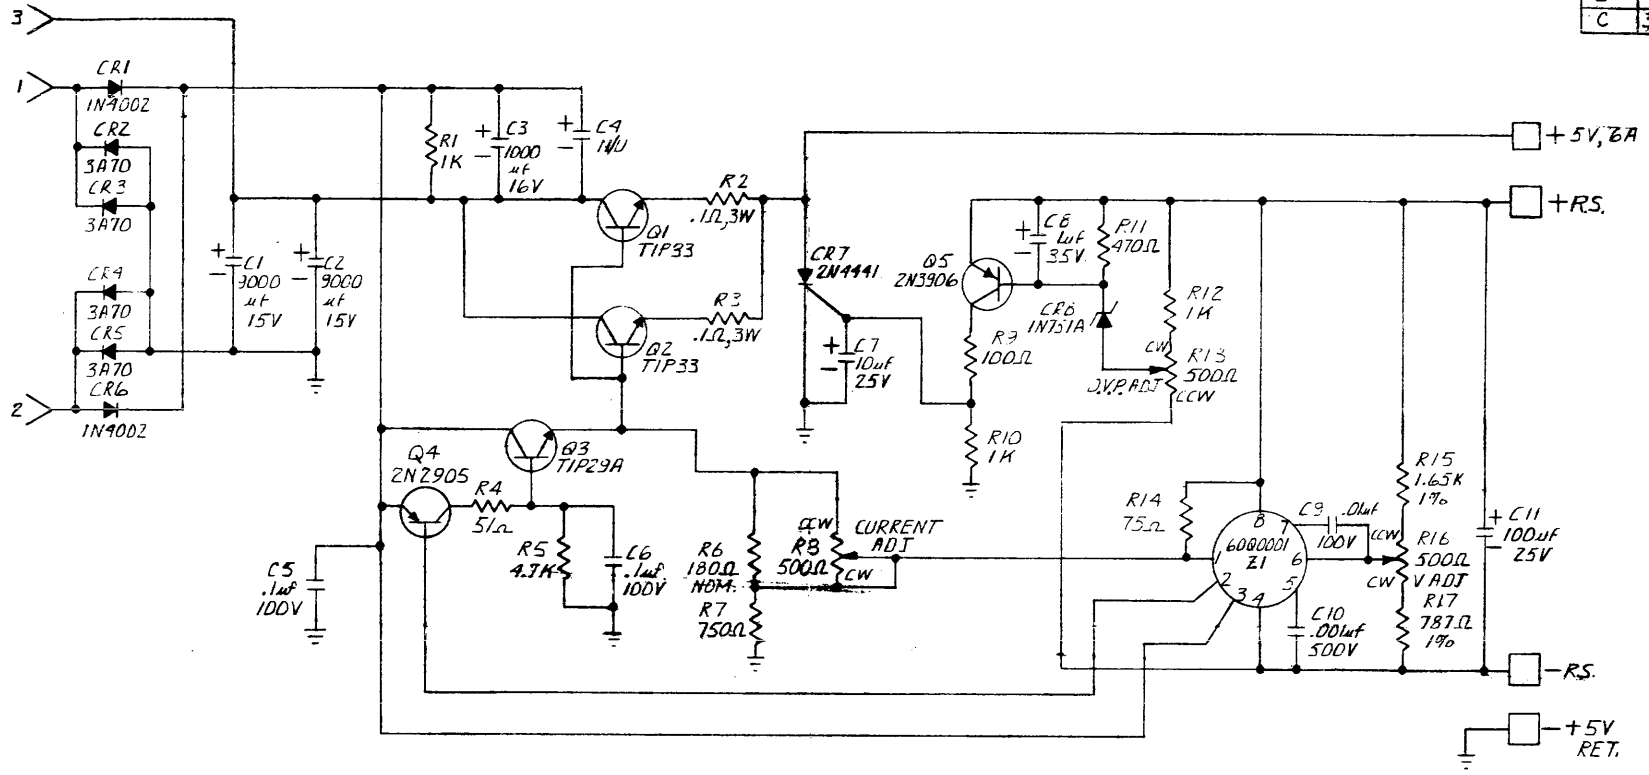 3
C
1
CR1
1N4002
CR2
3A70
CR3
3A70
CR4
3A70
CR5
3A70
CR6
1N4002
2
+
-
C1
9000
µf
15V
+
-
C2
9000
µf
15V
R1
1K
+
-
C3
1000
µf
16V
+
-
C4
R2
.1Ω,3W
Q1
TIP33
R3
.1Ω,3W
Q2
TIP33
CR7
2N4441
+
-
C7
10uf
25V
Q5
2N3906
+
-
C8
1uf
35V
R11
470Ω
CR8
1N751A
R9
100Ω
R10
1K
R12
1K
CW
R13
500Ω
CCW
O.V.P. ADJ
+5V, 6A
+RS.
Q3
TIP29A
Q4
2N2905
R4
51Ω
R5
4.7K
C6
.1uf
100V
C5
.1uf
100V
R6
180Ω
NOM.
R7
750Ω
CCW
R8
500Ω
CW
CURRENT
ADJ
R14
75Ω
8
7
1
600001
Z1
6
2
3
4
5
C9
.01uf
100V
C10
.001uf
500V
R15
1.65K
1%
CCW
R16
500Ω
CW
V ADJ
R17
787Ω
1%
+
-
C11
100uf
25V
-RS.
+5V
RET.